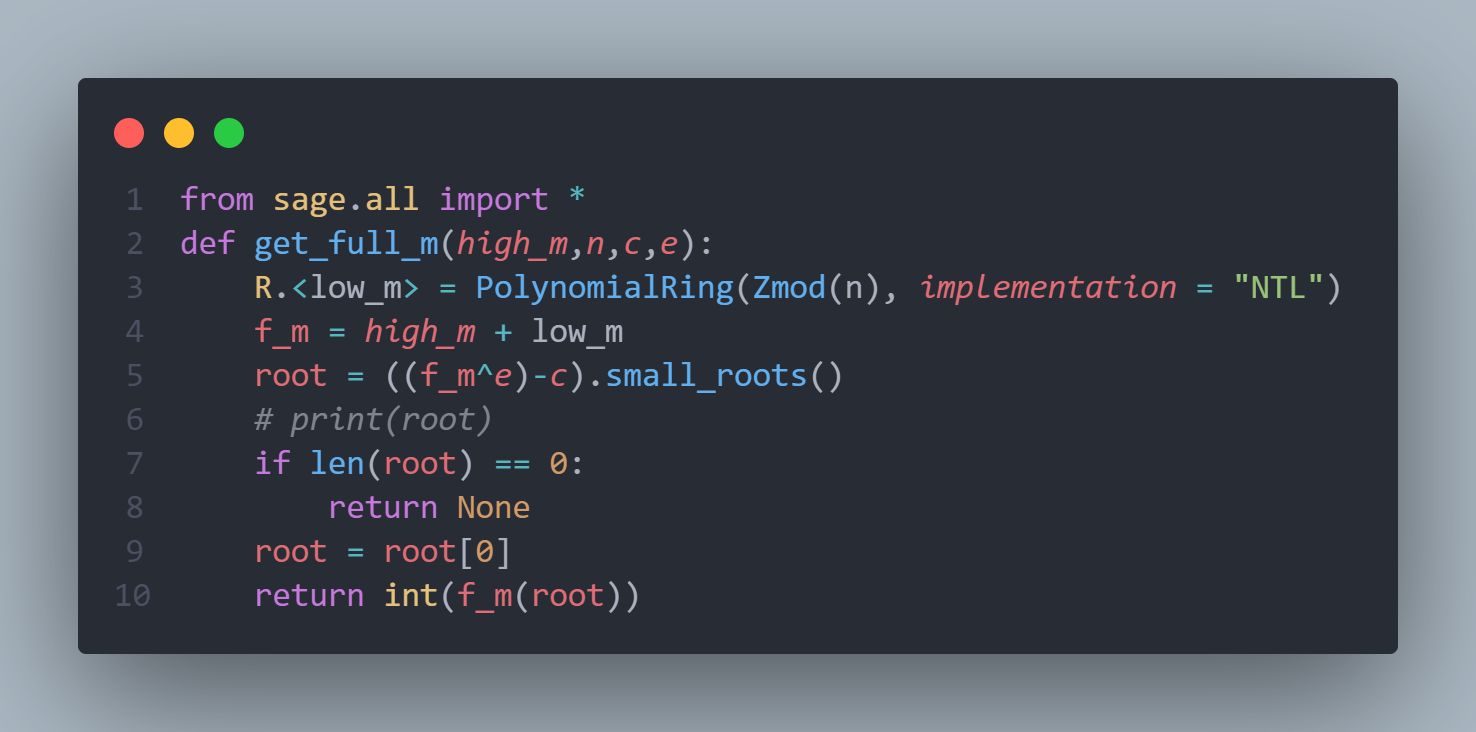 1 from sage.all import *
2 def get_full_m(high_m,n,c,e):
3     R.<low_m> = PolynomialRing(Zmod(n), implementation = "NTL")
4     f_m = high_m + low_m
5     root = ((f_m^e)-c).small_roots()
6     # print(root)
7     if len(root) == 0:
8         return None
9     root = root[0]
10     return int(f_m(root))